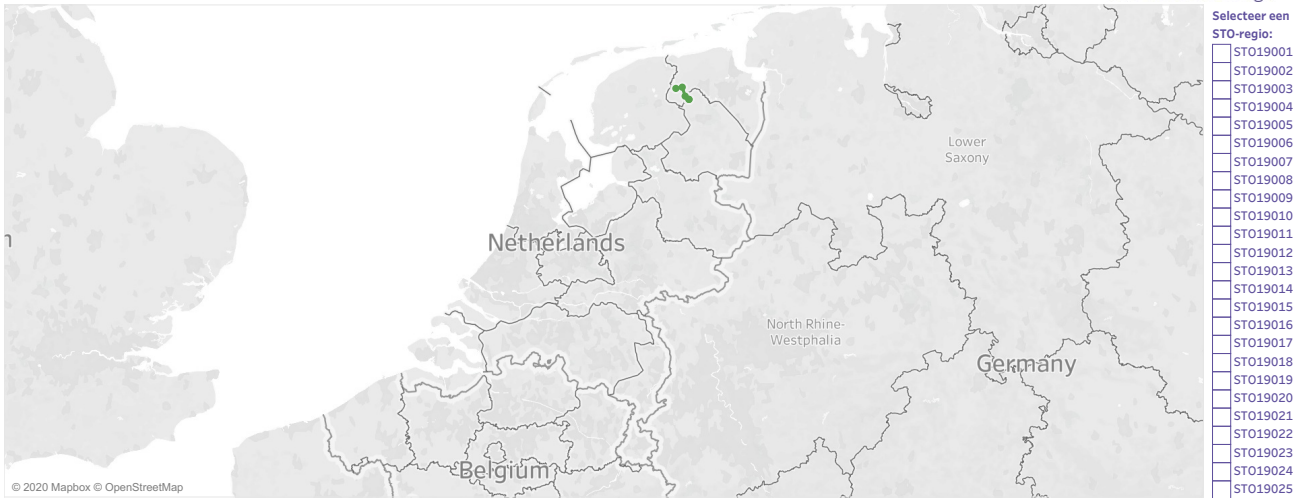 Selecteer een
STO-regio:
STO19001
STO19002
STO19003
STO19004
STO19005
STO19006
STO19007
STO19008
STO19009
STO19010
STO19011
STO19012
STO19013
STO19014
STO19015
STO19016
STO19017
STO19018
STO19019
STO19020
STO19021
STO19022
STO19023
STO19024
STO19025
Lower
Saxony
Netherlands
North Rhine-
Westphalia
Germany
Belgium
© 2020 Mapbox © OpenStreetMap